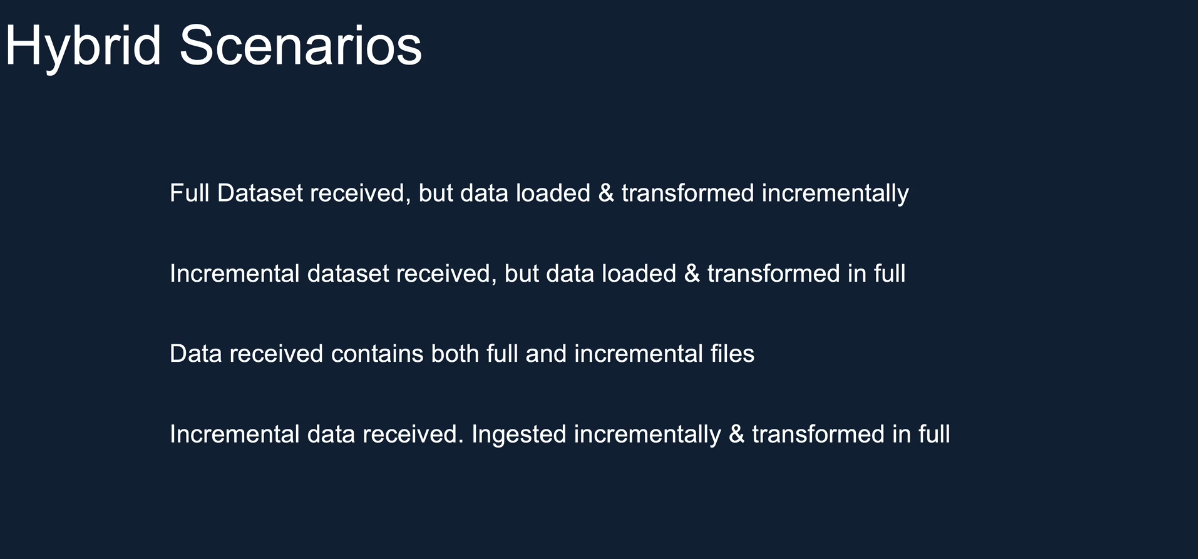 Hybrid Scenarios
Full Dataset received, but data loaded & transformed incrementally
Incremental dataset received, but data loaded & transformed in full
Data received contains both full and incremental files
Incremental data received. Ingested incrementally & transformed in full